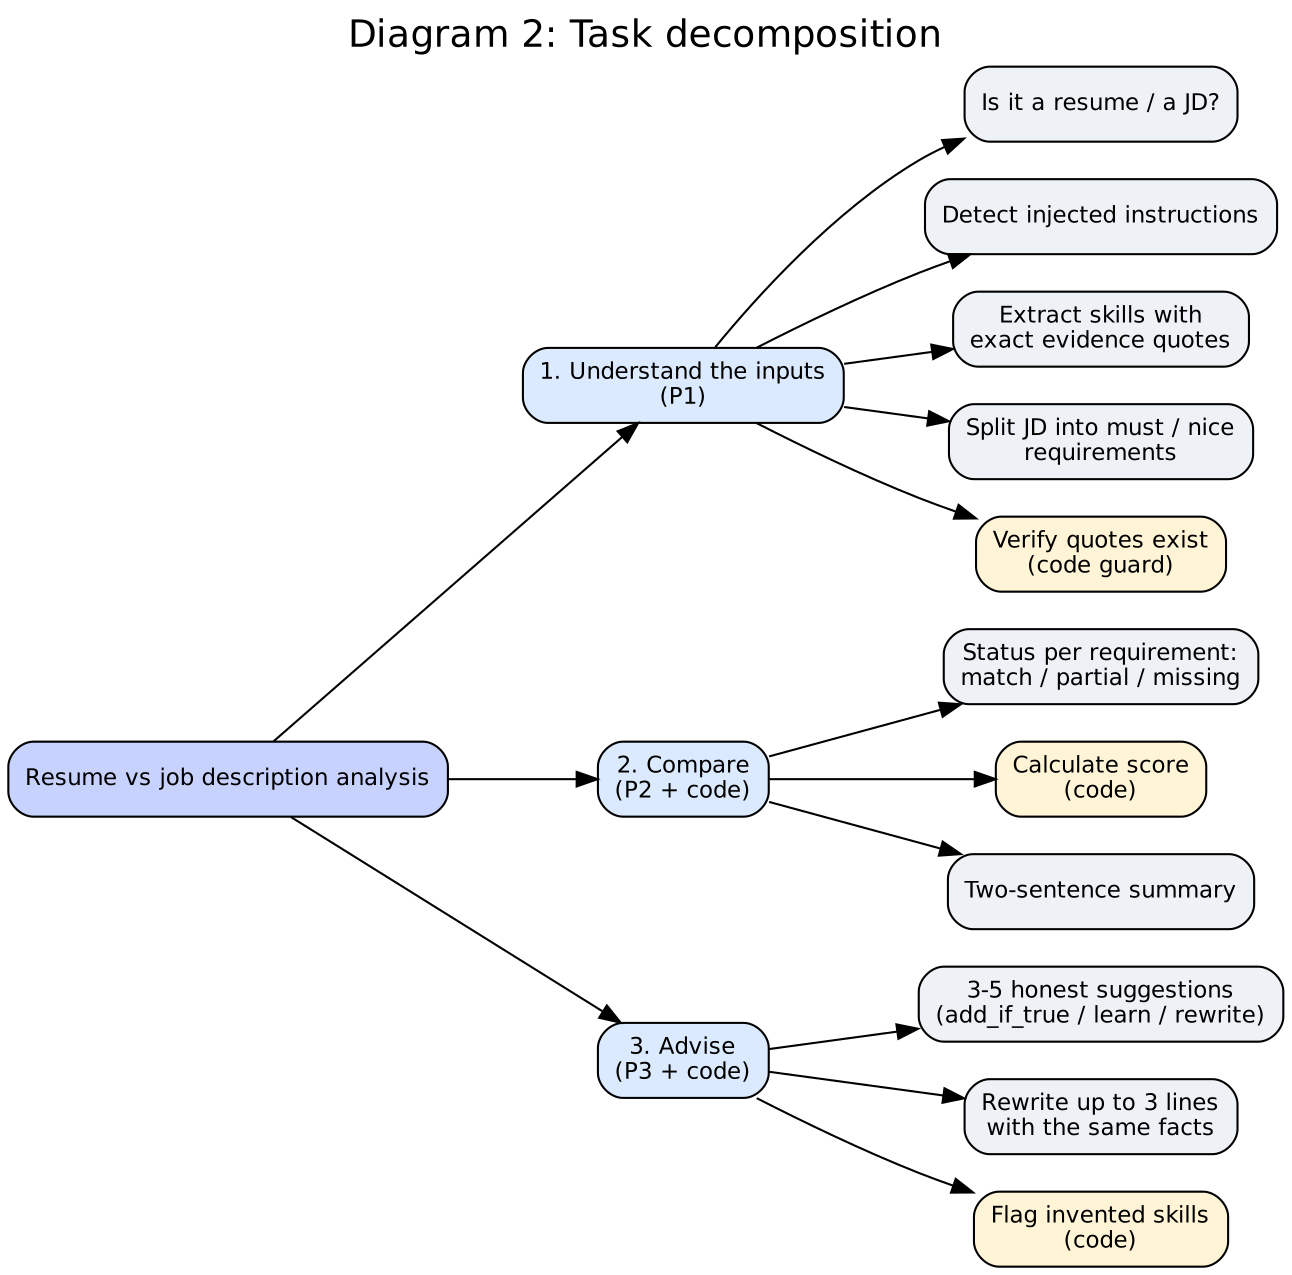 Diagram 2: Task decomposition
Is it a resume / a JD?
Detect injected instructions
Extract skills with
exact evidence quotes
1. Understand the inputs
(P1)
Split JD into must / nice
requirements
Verify quotes exist
(code guard)
Status per requirement:
match / partial / missing
Resume vs job description analysis
2. Compare
(P2 + code)
Calculate score
(code)
Two-sentence summary
3-5 honest suggestions
(add_if_true / learn / rewrite)
3. Advise
(P3 + code)
Rewrite up to 3 lines
with the same facts
Flag invented skills
(code)